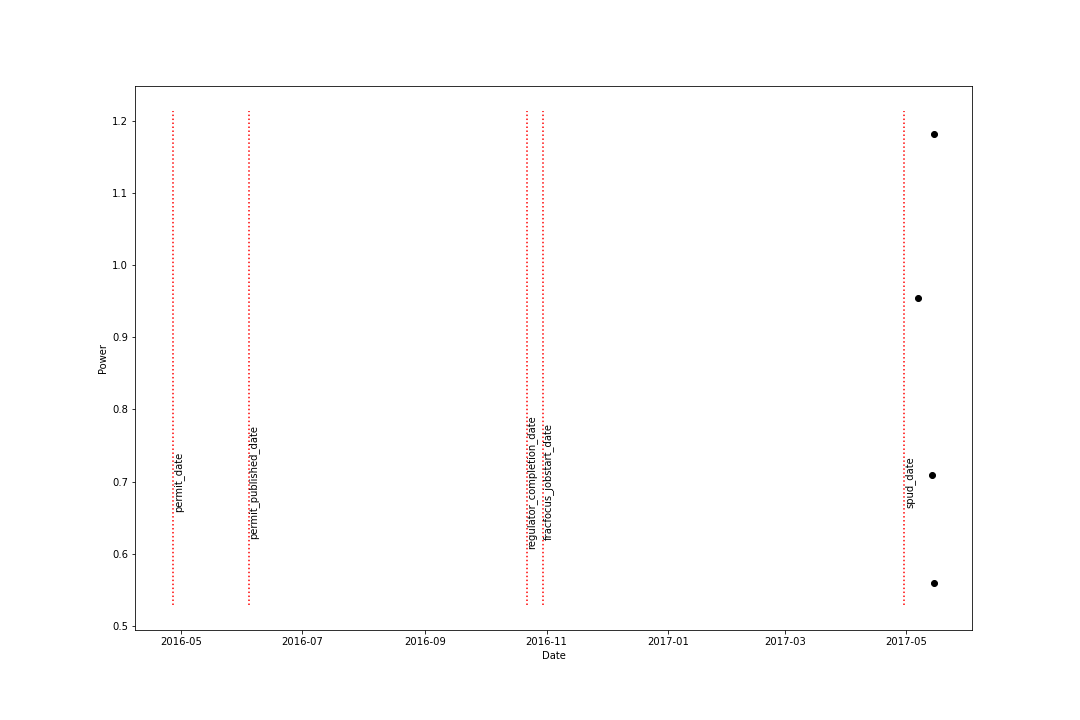 1.2
1.1
1.0
0.9
0.8
0.7
0.6
0.5
Power
permit_date
permit_published_date
regulator_completion_date
fracfocus_jobstart_date
spud_date
2016-05 2016-07 2016-09 2016-11 2017-01 2017-03 2017-05
Date